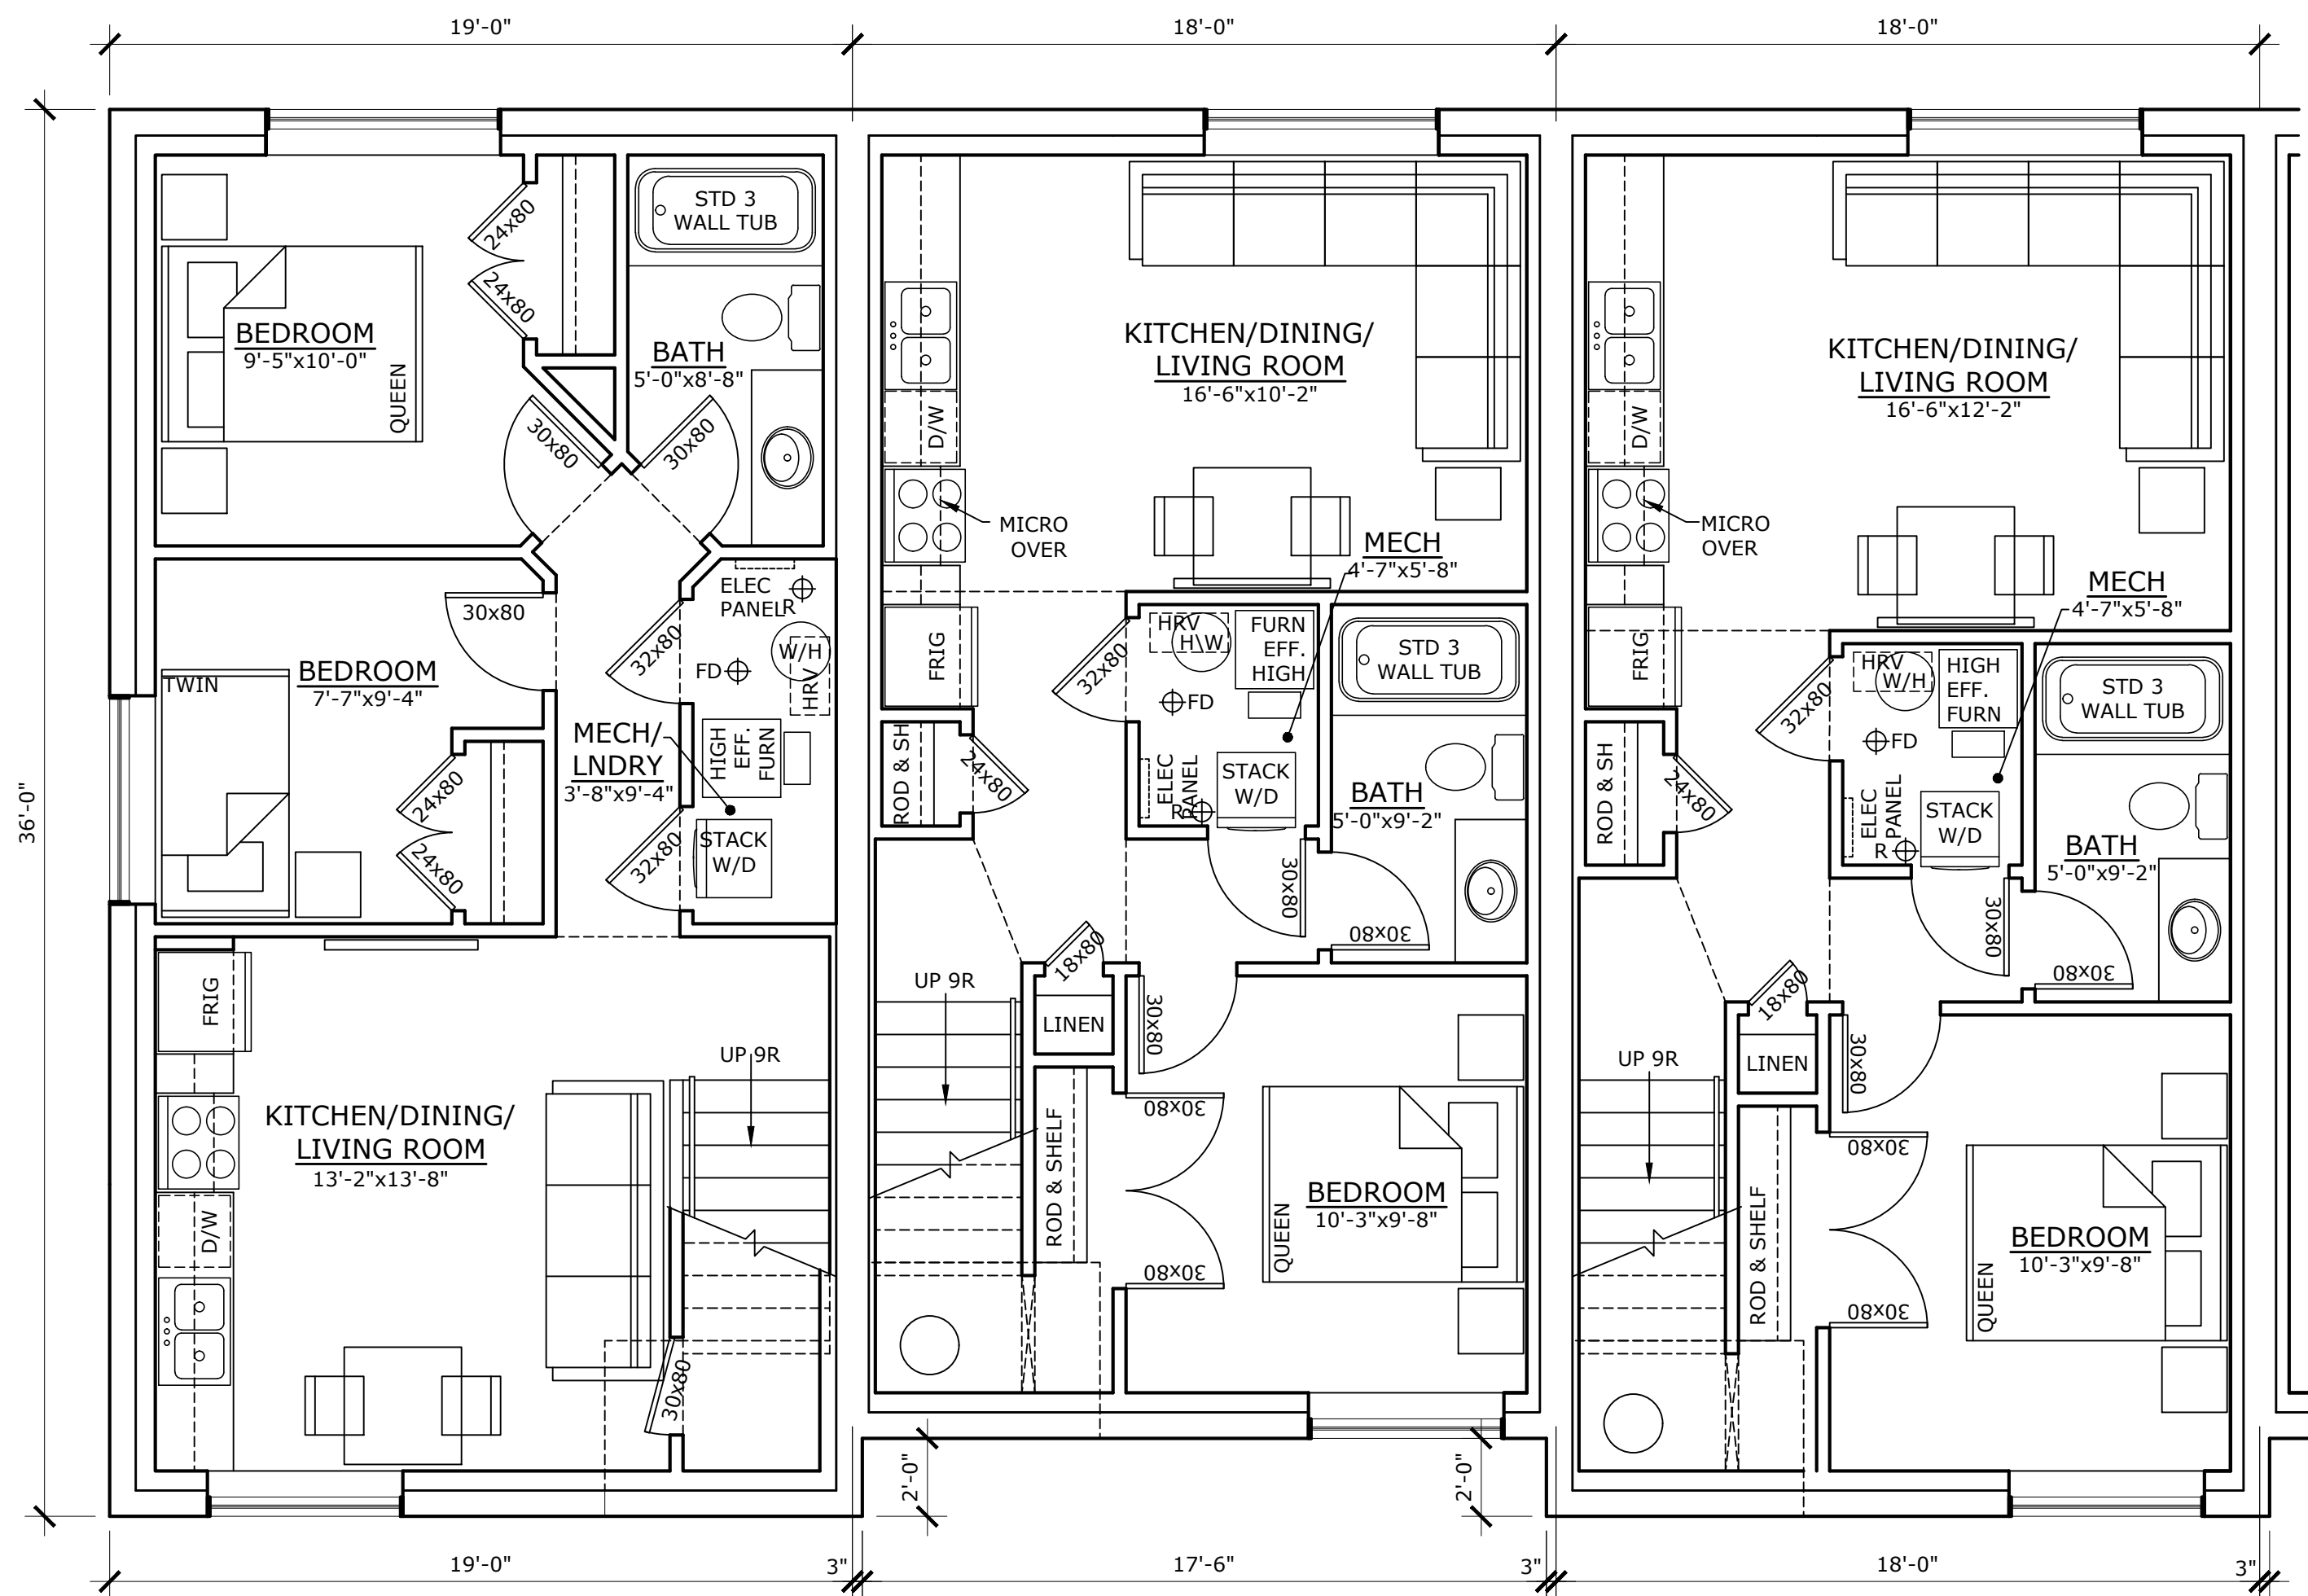 19'-0"
18'-0"
18'-0"
36'-0"
24x80
24x80
BEDROOM
9'-5"x10'-0"
QUEEN
STD 3
WALL TUB
BATH
5'-0"x8'-8"
30x80
30x80
30x80
BEDROOM
7'-7"x9'-4"
TWIN
24x80
24x80
ELEC
PANEL
R
W/H
HRV
FD
32x80
MECH/
LNDRY
3'-8"x9'-4"
HIGH
EFF.
FURN
32x80
STACK
W/D
FRIG
UP 9R
KITCHEN/DINING/
LIVING ROOM
13'-2"x13'-8"
D/W
30x80
KITCHEN/DINING/
LIVING ROOM
16'-6"x10'-2"
D/W
MICRO
OVER
MECH
4'-7"x5'-8"
FRIG
32x80
HRV
H\W
FURN
EFF.
HIGH
FD
STD 3
WALL TUB
ROD & SH
24x80
ELEC
PANEL
R
STACK
W/D
BATH
5'-0"x9'-2"
30x80
30x80
UP 9R
18x80
LINEN
30x80
30x80
ROD & SHELF
BEDROOM
10'-3"x9'-8"
QUEEN
30x80
KITCHEN/DINING/
LIVING ROOM
16'-6"x12'-2"
D/W
MICRO
OVER
MECH
4'-7"x5'-8"
FRIG
32x80
HRV
W/H
HIGH
EFF.
FURN
FD
STD 3
WALL TUB
ROD & SH
24x80
ELEC
PANEL
R
STACK
W/D
BATH
5'-0"x9'-2"
30x80
30x80
UP 9R
18x80
LINEN
30x80
30x80
ROD & SHELF
BEDROOM
10'-3"x9'-8"
QUEEN
30x80
2'-0"
2'-0"
19'-0"
3"
17'-6"
3"
18'-0"
3"